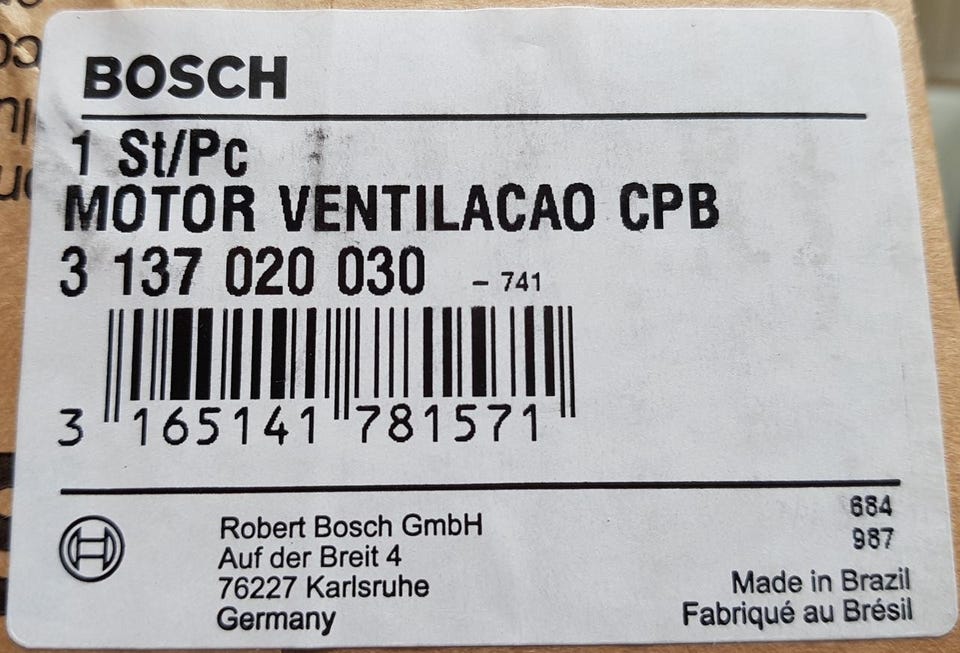 BOSCH
1 St/Pc
MOTOR VENTILACAO CPB
3 137 020 030 - 741
3 165141 781571
Robert Bosch GmbH
Auf der Breit 4
76227 Karlsruhe
Germany
684
987
Made in Brazil
Fabriqué au Brésil